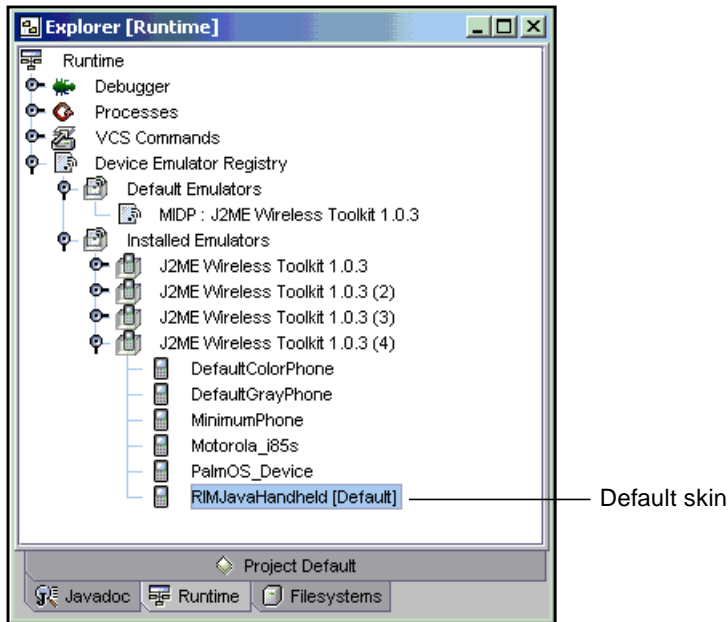 Explorer [Runtime]
Runtime
Debugger
Processes
VCS Commands
Device Emulator Registry
Default Emulators
MIDP : J2ME Wireless Toolkit 1.0.3
Installed Emulators
J2ME Wireless Toolkit 1.0.3
J2ME Wireless Toolkit 1.0.3 (2)
J2ME Wireless Toolkit 1.0.3 (3)
J2ME Wireless Toolkit 1.0.3 (4)
DefaultColorPhone
DefaultGrayPhone
MinimumPhone
Motorola_i85s
PalmOS_Device
RIMJavaHandheld [Default] Default skin
Project Default
Javadoc Runtime Filesystems